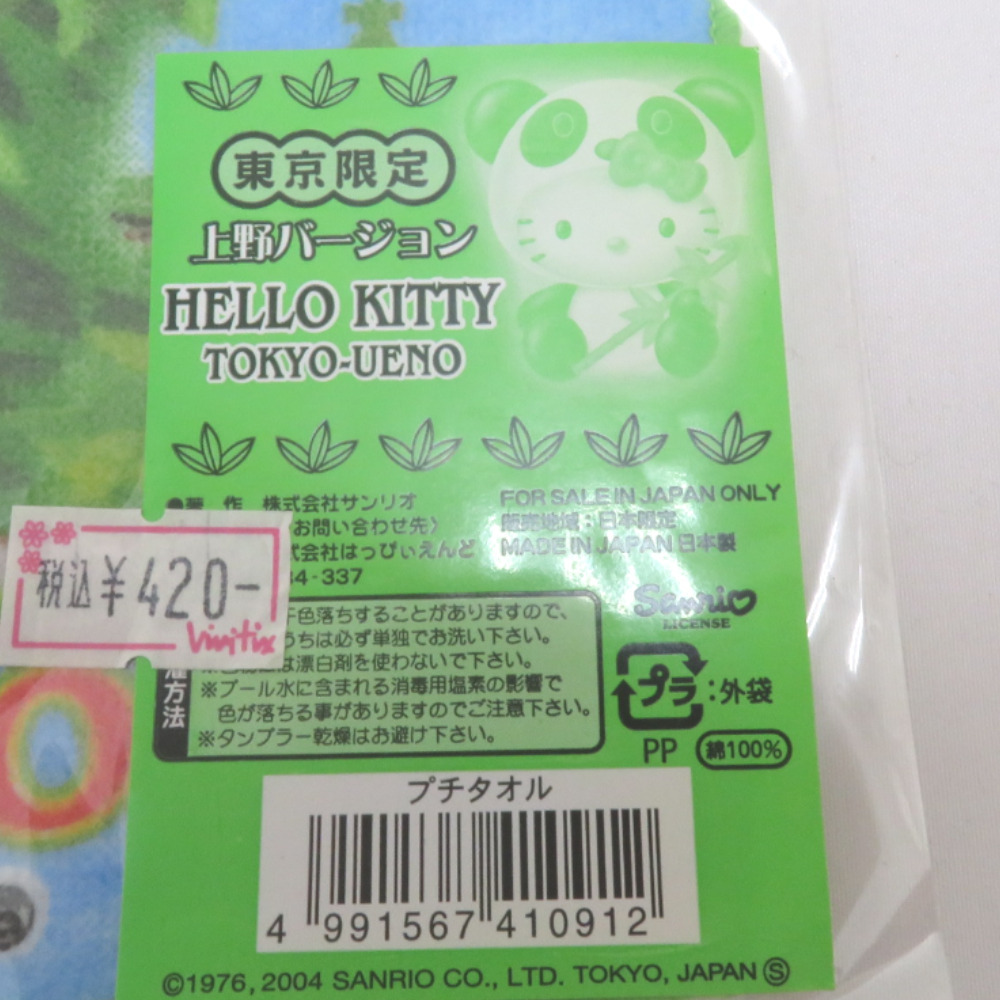 東京限定
上野バージョン
HELLO KITTY
TOKYO-UENO
●著 作 株式会社サンリオ
お問い合わせ先〉
式会社はっぴぃえんど
34-337
FOR SALE IN JAPAN ONLY
販売地域：日本限定
MADE IN JAPAN 日本製
Sanrio
LICENSE
税込¥420-
Vinitix
色落ちすることがありますので、
うちは必ず単独でお洗い下さい。
は漂白剤を使わないで下さい。
※プール水に含まれる消毒用塩素の影響で
色が落ちる事がありますのでご注意下さい。
※タンブラー乾燥はお避け下さい。
濯方法
プラ：外袋
PP 綿100%
プチタオル
4 991567 410912
©1976, 2004 SANRIO CO., LTD. TOKYO, JAPAN Ⓢ